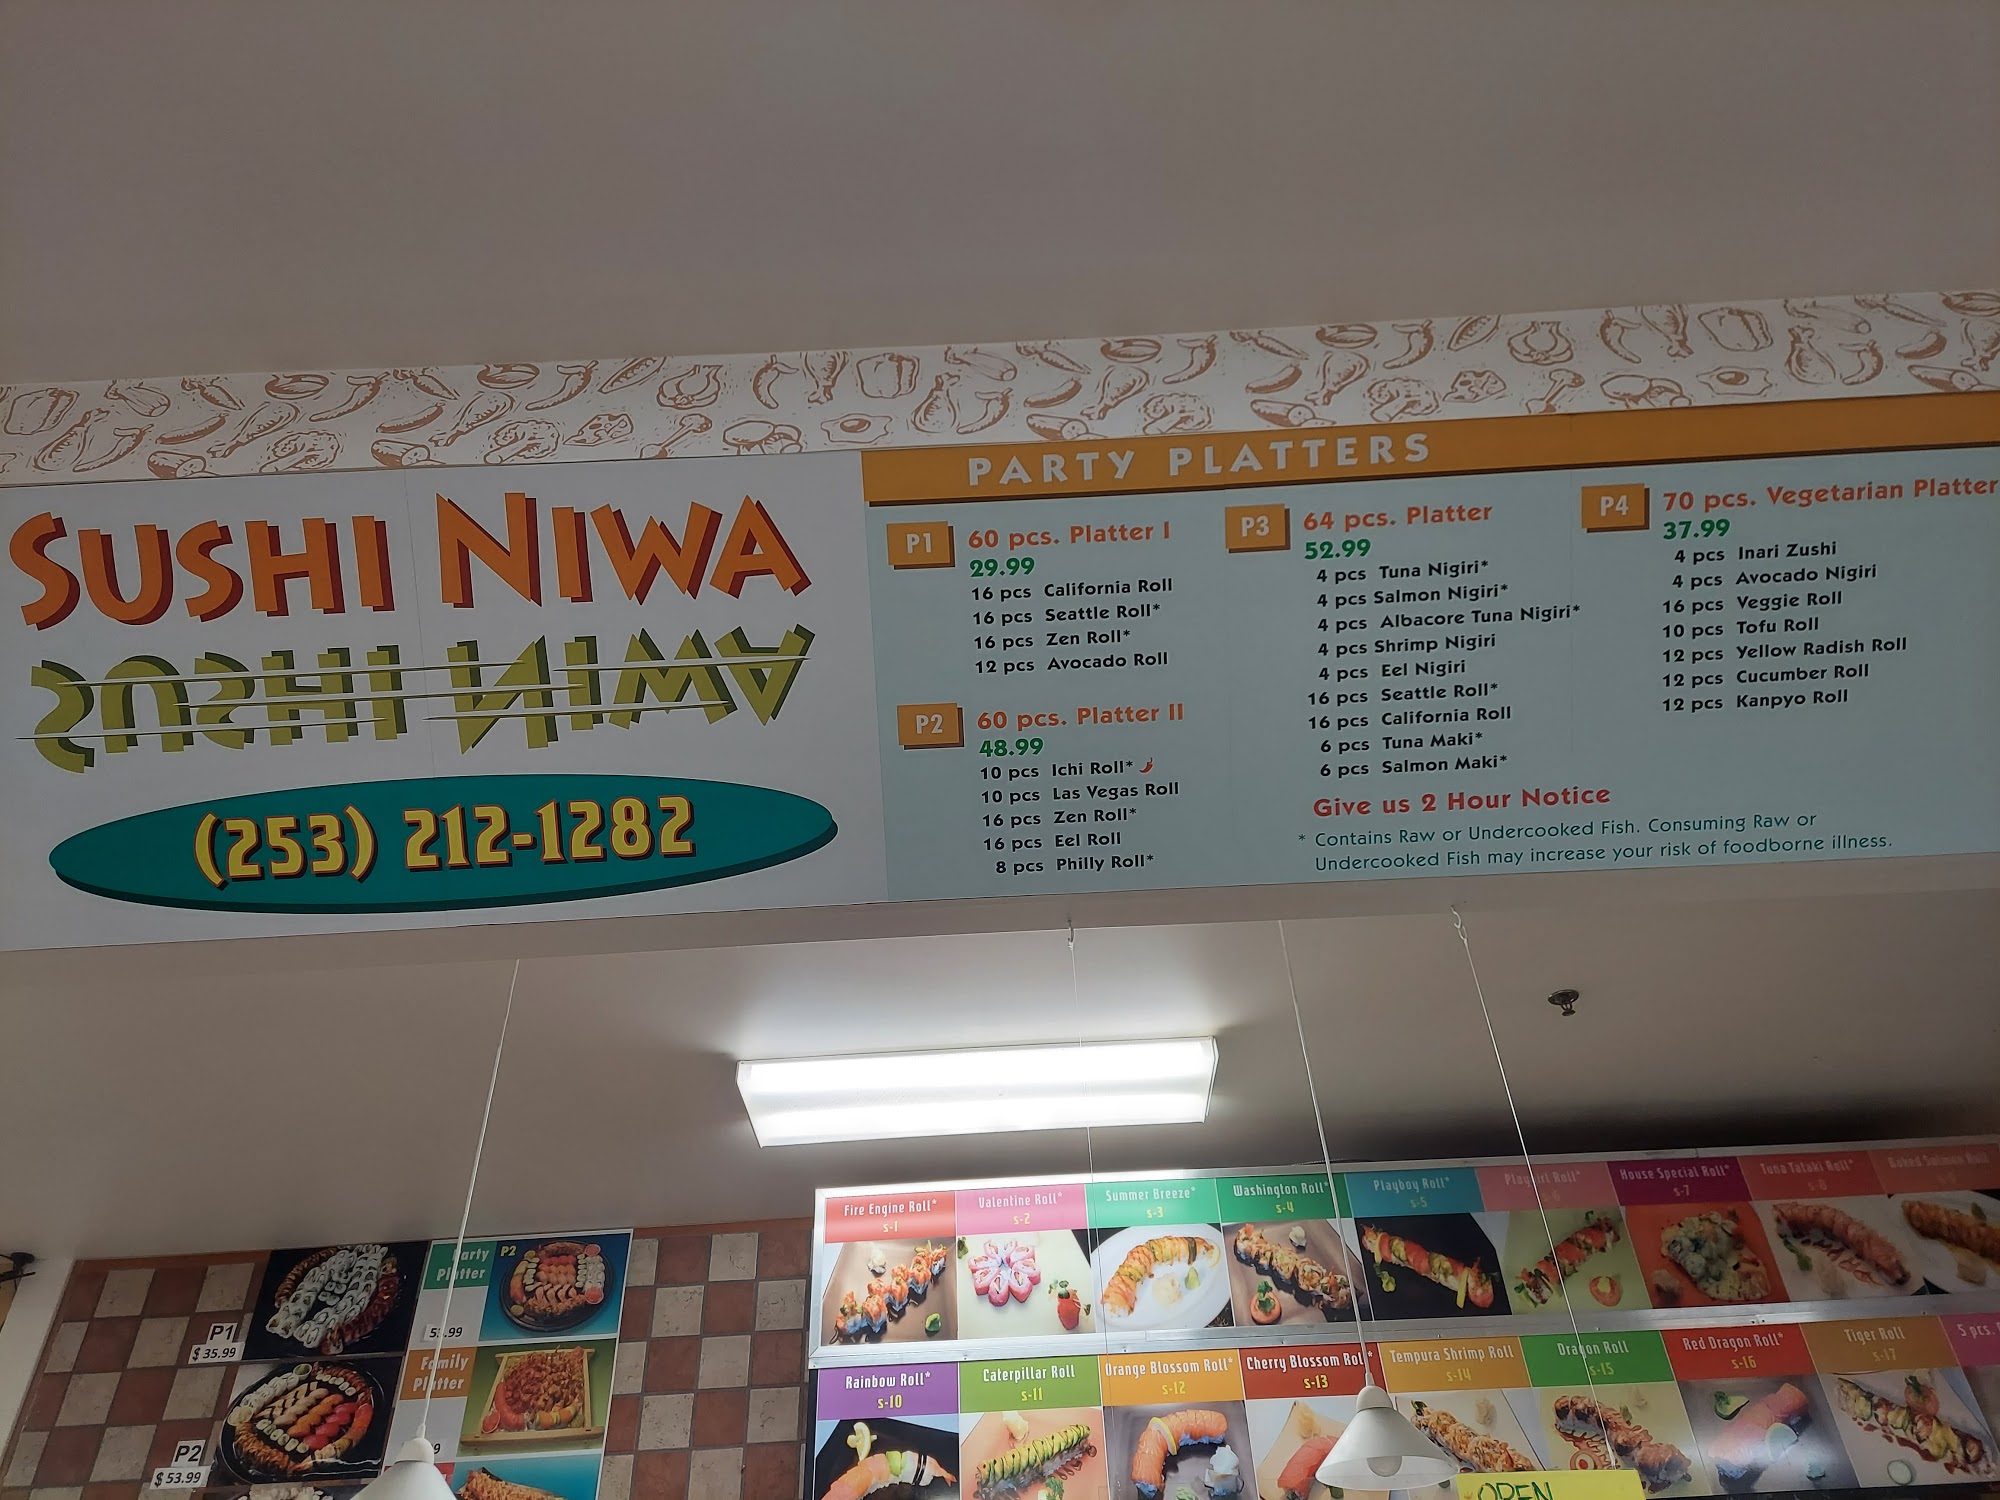 SUSHI NIWA
SUSHI NIWA
(253) 212-1282
PARTY PLATTERS
P1
60 pcs. Platter I
29.99
16 pcs California Roll
16 pcs Seattle Roll*
16 pcs Zen Roll*
12 pcs Avocado Roll
P2
60 pcs. Platter II
48.99
10 pcs Ichi Roll*
10 pcs Las Vegas Roll
16 pcs Zen Roll*
16 pcs Eel Roll
8 pcs Philly Roll*
P3
64 pcs. Platter
52.99
4 pcs Tuna Nigiri*
4 pcs Salmon Nigiri*
4 pcs Albacore Tuna Nigiri*
4 pcs Shrimp Nigiri
4 pcs Eel Nigiri
16 pcs Seattle Roll*
16 pcs California Roll
6 pcs Tuna Maki*
6 pcs Salmon Maki*
P4
70 pcs. Vegetarian Platter
37.99
4 pcs Inari Zushi
4 pcs Avocado Nigiri
16 pcs Veggie Roll
10 pcs Tofu Roll
12 pcs Yellow Radish Roll
12 pcs Cucumber Roll
12 pcs Kanpyo Roll
Give us 2 Hour Notice
* Contains Raw or Undercooked Fish. Consuming Raw or
Undercooked Fish may increase your risk of foodborne illness.
P1
$ 35.99
P2
$ 53.99
Party
Platter
P2
53.99
Family
Platter
Fire Engine Roll*
S-1
Valentine Roll*
S-2
Summer Breeze*
S-3
Washington Roll*
S-4
Playboy Roll*
S-5
Playgirl Roll*
S-6
House Special Roll*
S-7
Tuna Tataki Roll*
S-8
Baked Salmon Roll
Rainbow Roll*
S-10
Caterpillar Roll
S-11
Orange Blossom Roll*
S-12
Cherry Blossom Roll*
S-13
Tempura Shrimp Roll
S-14
Dragon Roll
S-15
Red Dragon Roll*
S-16
Tiger Roll
S-17
5 pcs.
OPEN